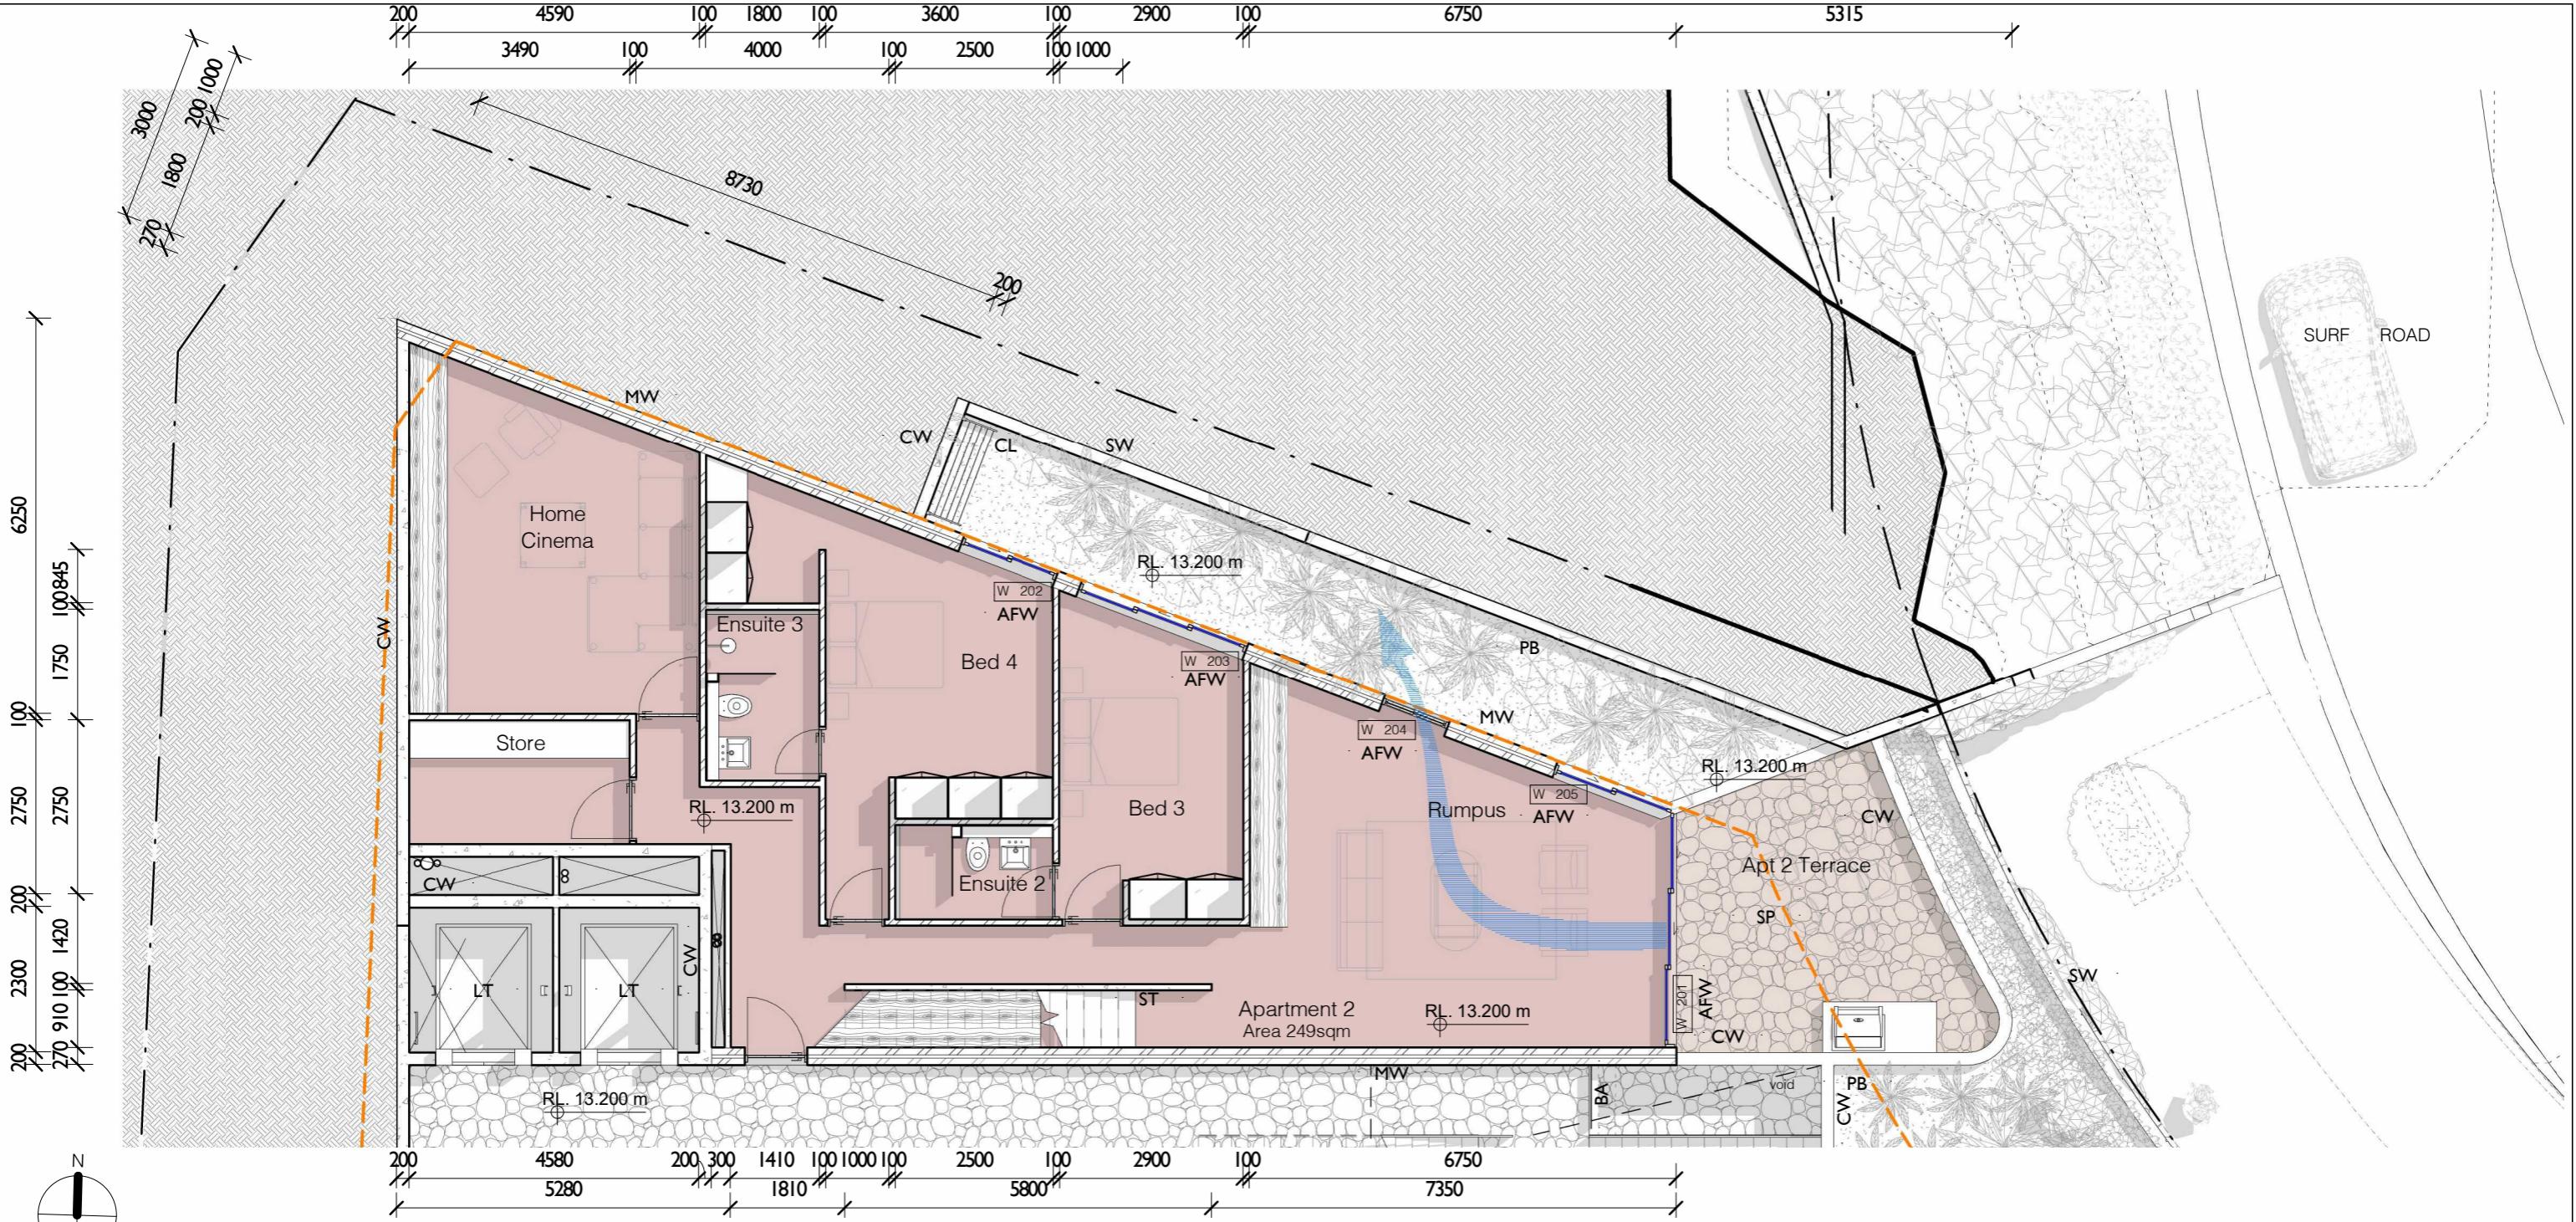 200 4590 100 1800 100 3600 100 2900 100 6750 5315
3490 100 4000 100 2500 100 1000
3000 200 1000
1800
270
8730
200
SURF ROAD
MW
CW CL SW
6250
Home
Cinema
RL. 13.200 m
845
100
W 202
AFW
CW
Ensuite 3
1750
Bed 4
W 203
AFW
PB
100
MW
W 204
AFW
Store
RL. 13.200 m
2750 2750
RL. 13.200 m
Bed 3
Rumpus
W 205
AFW
CW
Apt 2 Terrace
CW
8
Ensuite 2
200
SP
1420
CW
8
2300
LT LT
SW
100
ST
W 201
AFW
910
Apartment 2
Area 249sqm
RL. 13.200 m
CW
200 270
MW
void
PB
BA
CW
RL. 13.200 m
N
200 4580 200 300 1410 100 1000 100 2500 100 2900 100 6750
5280 1810 5800 7350